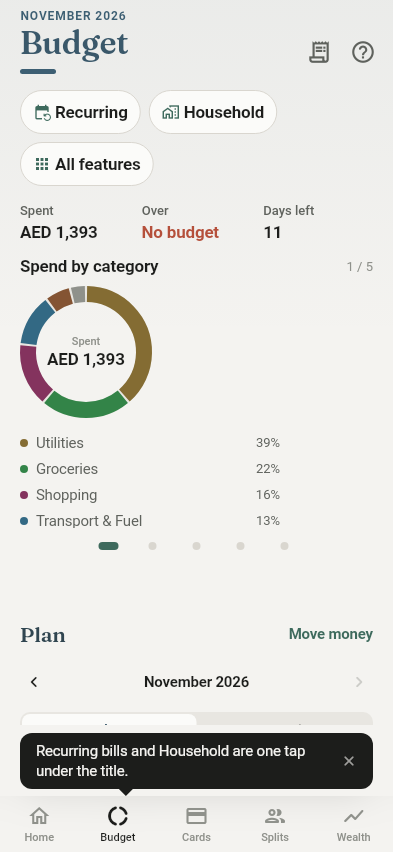 NOVEMBER 2026
Budget
Recurring
Household
All features
Spent
Over
Days left
AED 1,393
No budget
11
Spend by category
1 / 5
Spent
AED 1,393
Utilities
39%
Groceries
22%
Shopping
16%
Transport & Fuel
13%
Plan
Move money
November 2026
Recurring bills and Household are one tap
under the title.
Home
Budget
Cards
Splits
Wealth